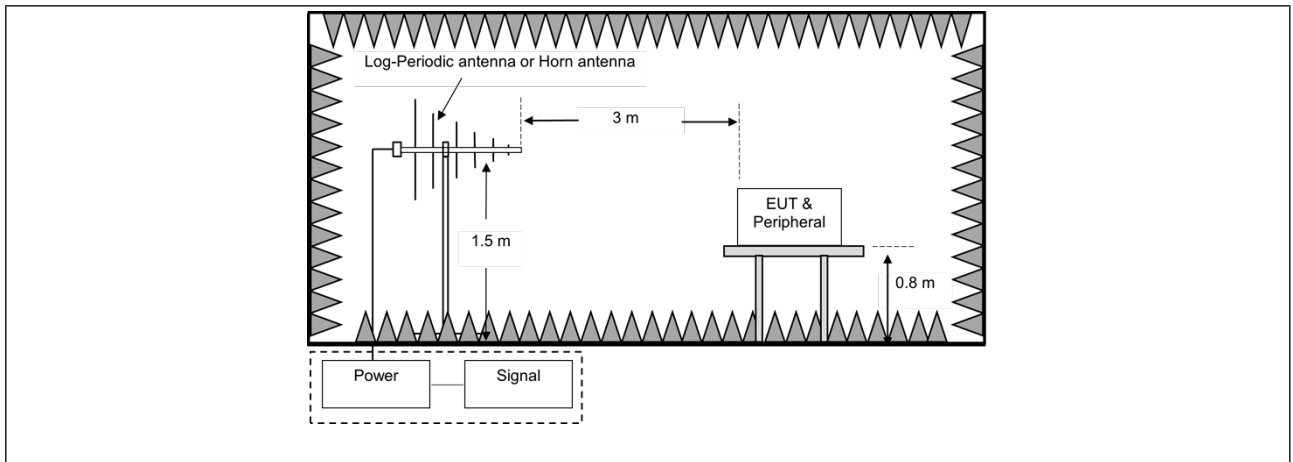 Log-Periodic antenna or Horn antenna
3 m
EUT &
Peripheral
1.5 m
0.8 m
Power
Signal